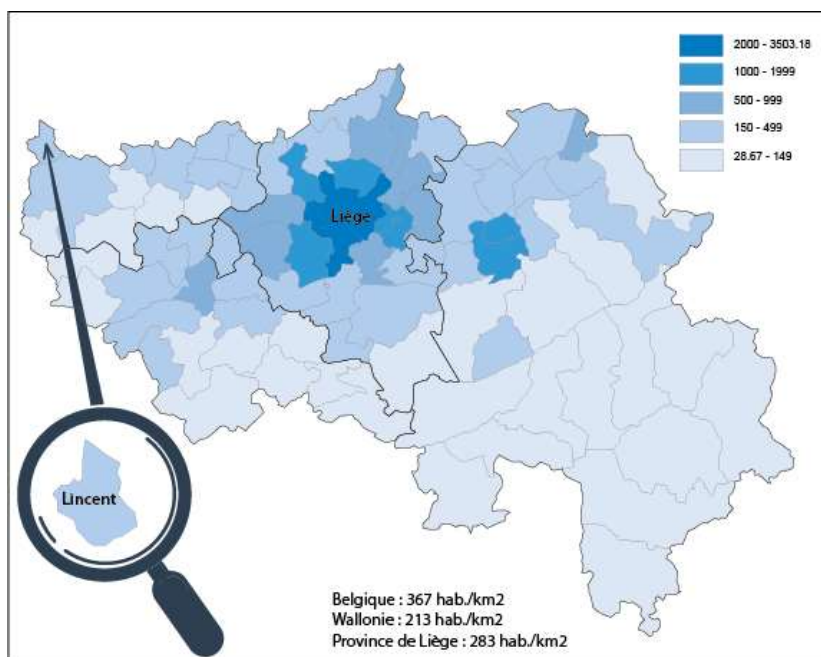 2000 - 3503.18
1000 - 1999
500 - 999
150 - 499
28.67 - 149
Liège
Lincent
Belgique : 367 hab./km2
Wallonie : 213 hab./km2
Province de Liège : 283 hab./km2